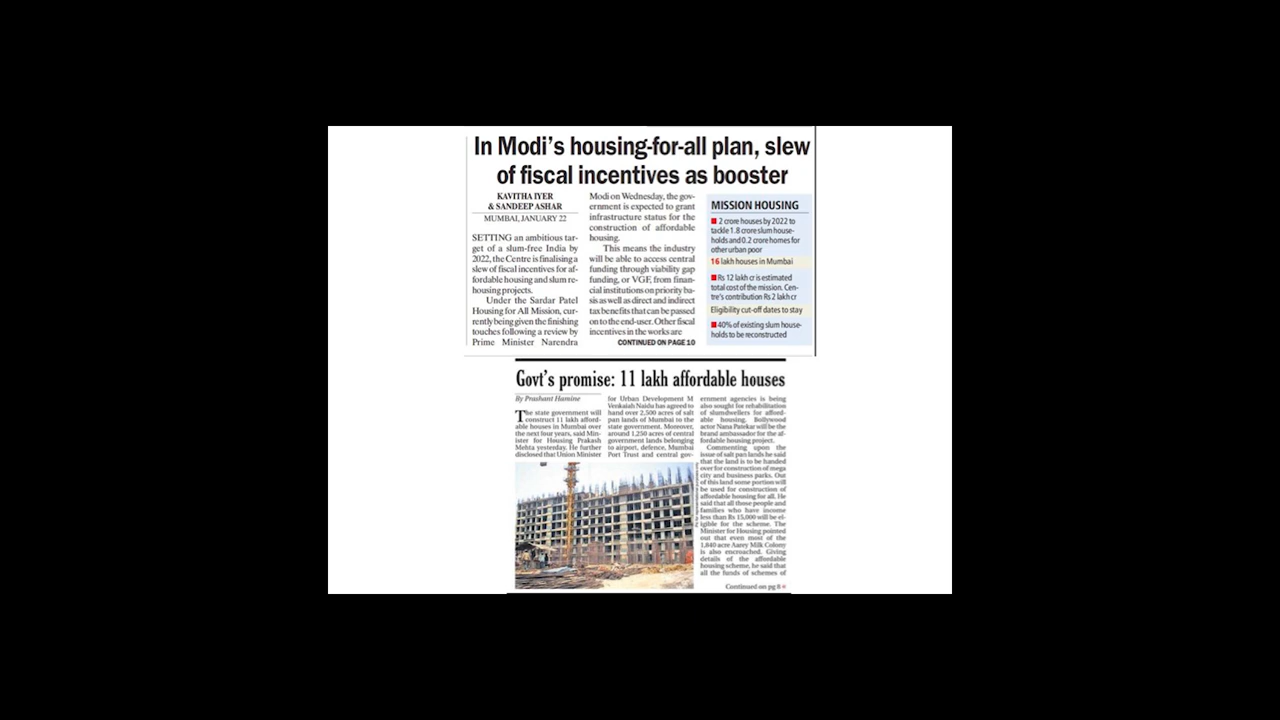 In Modi's housing-for-all plan, slew
of fiscal incentives as booster
KAVITHA IYER
& SANDEEP ASHAR
MUMBAI, JANUARY 22
SETTING an ambitious tar-
get of a slum-free India by
2022, the Centre is finalising a
slew of fiscal incentives for af-
fordable housing and slum re-
housing projects.
Under the Sardar Patel
Housing for All Mission, cur-
rently being given the finishing
touches following a review by
Prime Minister Narendra
Modi on Wednesday, the gov-
ernment is expected to grant
infrastructure status for the
construction of affordable
housing.
This means the industry
will be able to access central
funding through viability gap
funding, or VGF, from finan-
cial institutions on priority ba-
sis as well as direct and indirect
tax benefits that can be passed
on to the end-user. Other fiscal
incentives in the works are
CONTINUED ON PAGE 10
MISSION HOUSING
2 crore houses by 2022 to
tackle 1.8 crore slum house-
holds and 0.2 crore homes for
other urban poor
16 lakh houses in Mumbai
Rs 12 lakh cr is estimated
total cost of the mission. Cen-
tre's contribution Rs 2 lakh cr
Eligibility cut-off dates to stay
40% of existing slum house-
holds to be reconstructed
Govt's promise: 11 lakh affordable houses
By Prashant Hamine
The state government will
construct 11 lakh afford-
able houses in Mumbai over
the next four years, said Min-
ister for Housing Prakash
Mehta yesterday. He further
disclosed that Union Minister
for Urban Development M
Venkaiah Naidu has agreed to
hand over 2,500 acres of salt
pan lands of Mumbai to the
state government. Moreover,
around 1,250 acres of central
government lands belonging
to airport, defence, Mumbai
Port Trust and central gov-
ernment agencies is being
also sought for rehabilitation
of slumdwellers for afford-
able housing. Bollywood
actor Nana Patekar will be the
brand ambassador for the af-
fordable housing project.
Commenting upon the
issue of salt pan lands he said
that the land is to be handed
over for construction of mega
city and business parks. Out
of this land some portion will
be used for construction of
affordable housing for all. He
said that all those people and
families who have income
less than Rs 15,000 will be el-
igible for the scheme. The
Minister for Housing pointed
out that even most of the
1,840 acre Aarey Milk Colony
is also encroached. Giving
details of the affordable
housing scheme, he said that
all the funds of schemes of
Continued on pg 8